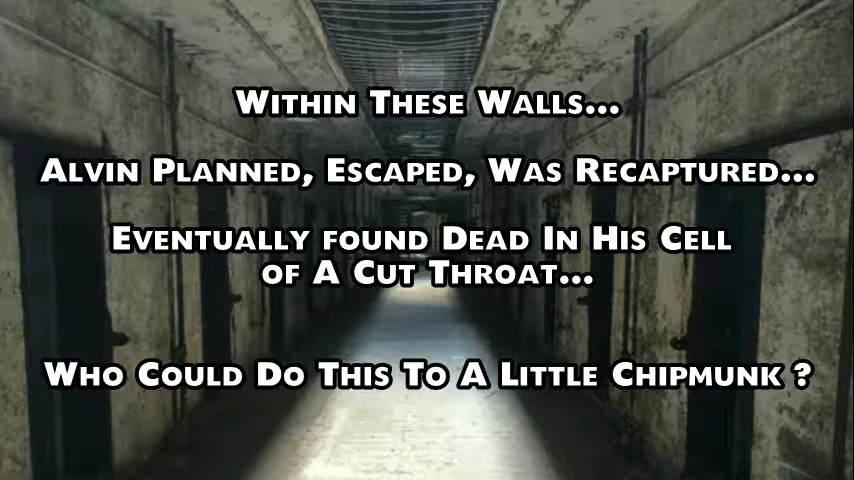 Within These Walls...
Alvin Planned, Escaped, Was Recaptured...
Eventually found Dead In His Cell
of A Cut Throat...
Who Could Do This To A Little Chipmunk ?